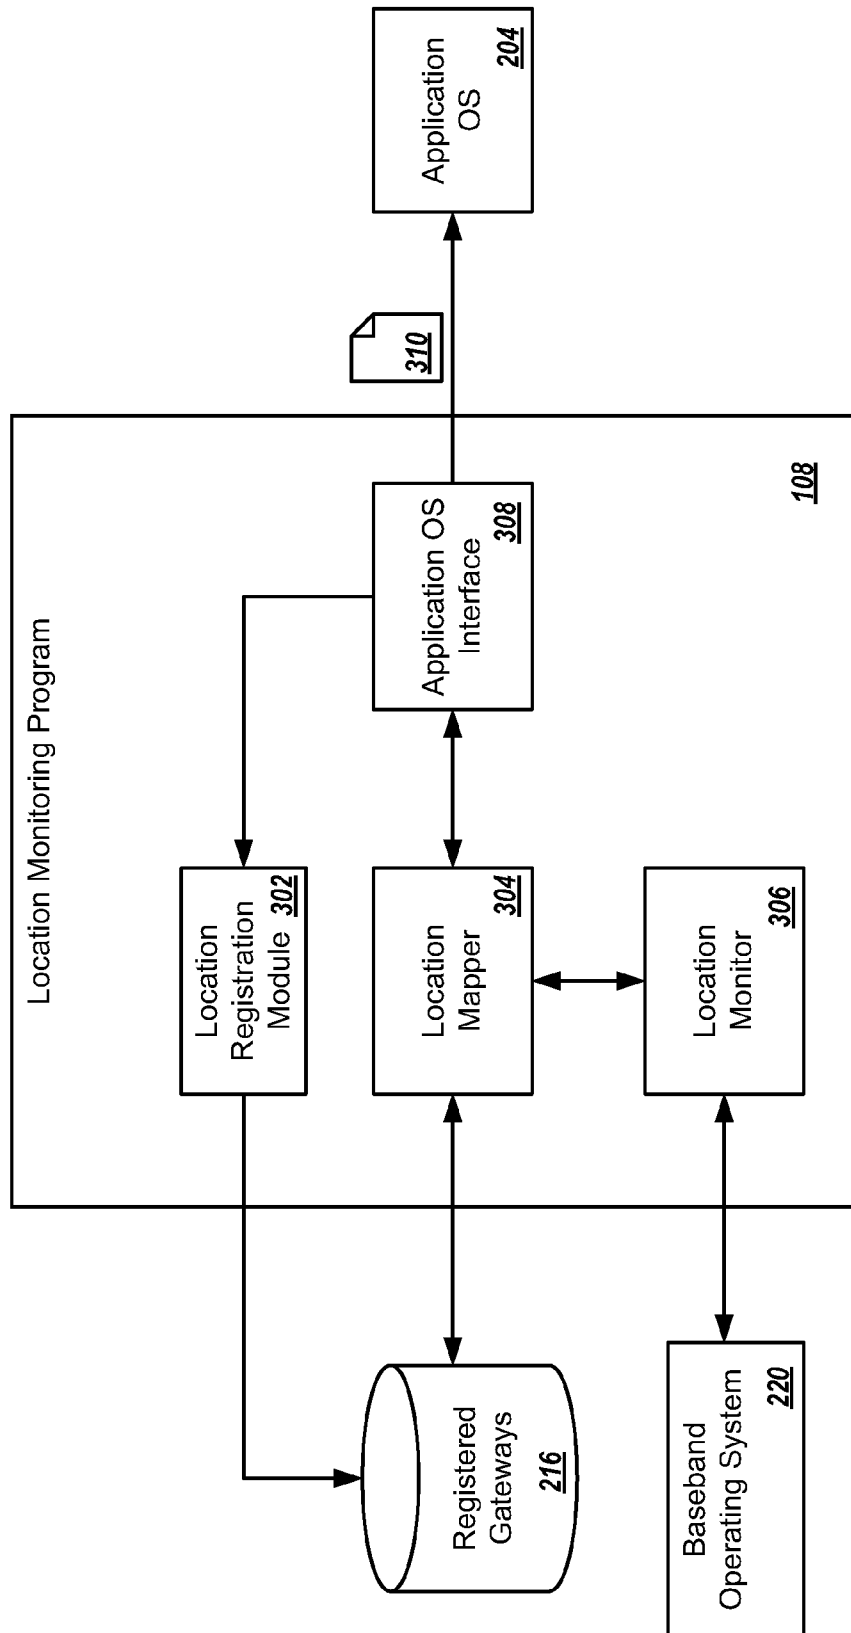 Location Monitoring Program
Location
Registration
Module 302
Registered
Gateways
216
Location
Mapper
304
Application OS
Interface
308
310
Application
OS
204
Baseband
Operating System
220
Location
Monitor
306
108